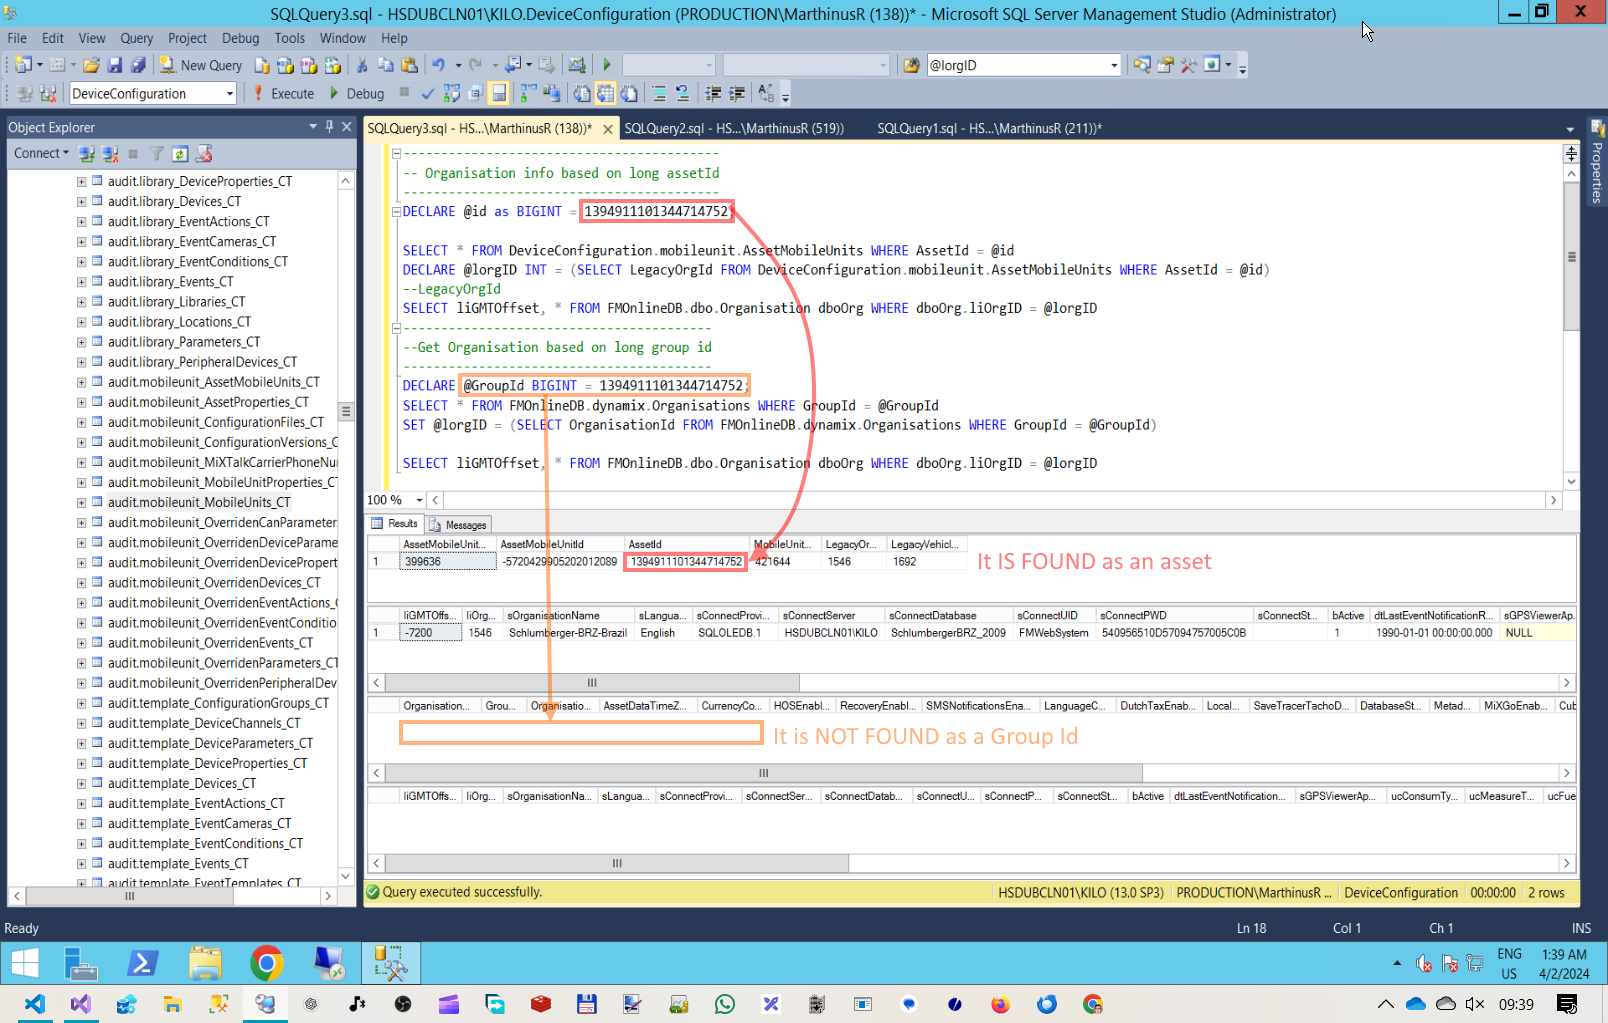 SQLQuery3.sql - HSDUBCLN01\KILO.DeviceConfiguration (PRODUCTION\MarthinusR (138))* - Microsoft SQL Server Management Studio (Administrator)
File Edit View Query Project Debug Tools Window Help
New Query @lorgID
DeviceConfiguration Execute Debug
Object Explorer
Connect
audit.library_DeviceProperties_CT
audit.library_Devices_CT
audit.library_EventActions_CT
audit.library_EventCameras_CT
audit.library_EventConditions_CT
audit.library_Events_CT
audit.library_Libraries_CT
audit.library_Locations_CT
audit.library_Parameters_CT
audit.library_PeripheralDevices_CT
audit.mobileunit_AssetMobileUnits_CT
audit.mobileunit_AssetProperties_CT
audit.mobileunit_ConfigurationFiles_CT
audit.mobileunit_ConfigurationVersions_C
audit.mobileunit_MiXTalkCarrierPhoneNu
audit.mobileunit_MobileUnitProperties_C
audit.mobileunit_MobileUnits_CT
audit.mobileunit_OverridenCanParameter
audit.mobileunit_OverridenDeviceParame
audit.mobileunit_OverridenDevicePropert
audit.mobileunit_OverridenDevices_CT
audit.mobileunit_OverridenEventActions_
audit.mobileunit_OverridenEventConditio
audit.mobileunit_OverridenEvents_CT
audit.mobileunit_OverridenParameters_CT
audit.mobileunit_OverridenPeripheralDev
audit.template_ConfigurationGroups_CT
audit.template_DeviceChannels_CT
audit.template_DeviceParameters_CT
audit.template_DeviceProperties_CT
audit.template_Devices_CT
audit.template_EventActions_CT
audit.template_EventCameras_CT
audit.template_EventConditions_CT
audit.template_Events_CT
audit.template_EventTemplates_CT
SQLQuery3.sql - HS...\MarthinusR (138))* SQLQuery2.sql - HS...\MarthinusR (519)) SQLQuery1.sql - HS...\MarthinusR (211))*
Properties
-----------------------------------------
-- Organisation info based on long assetId
-----------------------------------------
DECLARE @id as BIGINT = 1394911101344714752;
SELECT * FROM DeviceConfiguration.mobileunit.AssetMobileUnits WHERE AssetId = @id
DECLARE @lorgID INT = (SELECT LegacyOrgId FROM DeviceConfiguration.mobileunit.AssetMobileUnits WHERE AssetId = @id)
--LegacyOrgId
SELECT liGMTOffset, * FROM FMOnlineDB.dbo.Organisation dboOrg WHERE dboOrg.liOrgID = @lorgID
----------------------------------------
--Get Organisation based on long group id
----------------------------------------
DECLARE @GroupId BIGINT = 1394911101344714752;
SELECT * FROM FMOnlineDB.dynamix.Organisations WHERE GroupId = @GroupId
SET @lorgID = (SELECT OrganisationId FROM FMOnlineDB.dynamix.Organisations WHERE GroupId = @GroupId)
SELECT liGMTOffset, * FROM FMOnlineDB.dbo.Organisation dboOrg WHERE dboOrg.liOrgID = @lorgID
100 %
Results Messages
AssetMobileUnit... AssetMobileUnitId AssetId MobileUnit... LegacyOr... LegacyVehicl...
1 399636 -5720429905202012089 1394911101344714752 421644 1546 1692
It IS FOUND as an asset
liGMTOffs... liOrg... sOrganisationName sLangua... sConnectProvi... sConnectServer sConnectDatabase sConnectUID sConnectPWD sConnectSt... bActive dtLastEventNotificationR... sGPSViewerAp...
1 -7200 1546 Schlumberger-BRZ-Brazil English SQLOLEDB.1 HSDUBCLN01\KILO SchlumbergerBRZ_2009 FMWebSystem 540956510D57094757005C0B 1 1990-01-01 00:00:00.000 NULL
Organisation... Grou... Organisatio... AssetDataTimeZ... CurrencyCo... HOSEnabl... RecoveryEnabl... SMSNotificationsEna... LanguageC... DutchTaxEnab... Local... SaveTracerTachoD... DatabaseSt... Metad... MiXGoEnab... Cub
It is NOT FOUND as a Group Id
liGMTOffs... liOrg... sOrganisationNa... sLangua... sConnectProvi... sConnectSer... sConnectDatab... sConnectU... sConnectP... sConnectSt... bActive dtLastEventNotification... sGPSViewerAp... ucConsumTy... ucMeasureT... ucFue
Query executed successfully. HSDUBCLN01\KILO (13.0 SP3) PRODUCTION\MarthinusR ... DeviceConfiguration 00:00:00 2 rows
Ready Ln 18 Col 1 Ch 1 INS
ENG 1:39 AM
US 4/2/2024
09:39